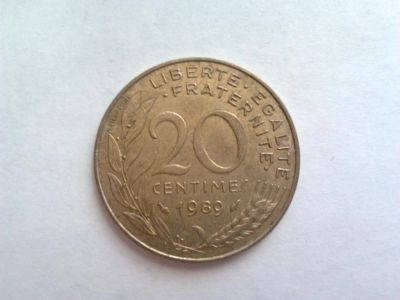 LIBERTE · EGALITE
· FRATERNITE ·
20
CENTIMES
1989